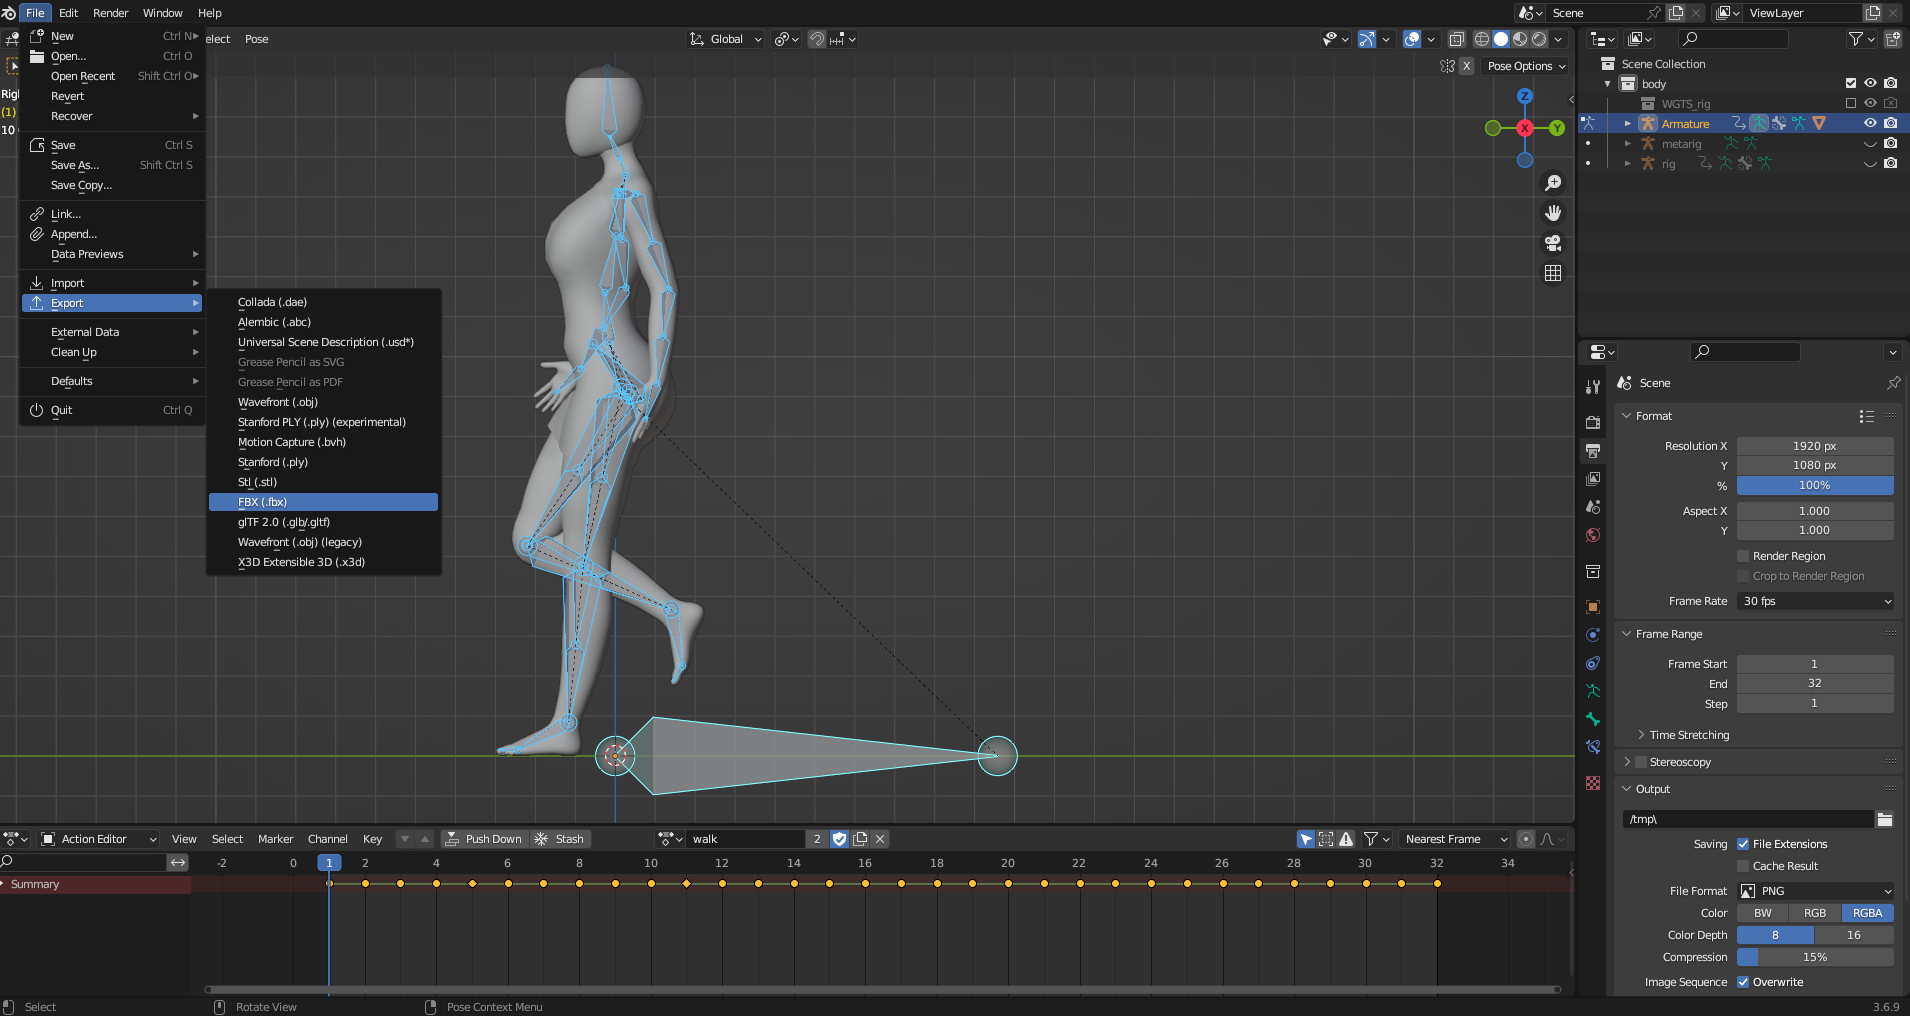 File Edit Render Window Help
Scene
ViewLayer
New Ctrl N
Open... Ctrl O
Open Recent Shift Ctrl O
Revert
Recover
Save Ctrl S
Save As... Shift Ctrl S
Save Copy...
Link...
Append...
Data Previews
Import
Export
External Data
Clean Up
Defaults
Quit Ctrl Q
Collada (.dae)
Alembic (.abc)
Universal Scene Description (.usd*)
Grease Pencil as SVG
Grease Pencil as PDF
Wavefront (.obj)
Stanford PLY (.ply) (experimental)
Motion Capture (.bvh)
Stanford (.ply)
Stl (.stl)
FBX (.fbx)
glTF 2.0 (.glb/.gltf)
Wavefront (.obj) (legacy)
X3D Extensible 3D (.x3d)
elect Pose
Global
X Pose Options
Rig
(1)
10
Z
X
Y
Scene Collection
body
WGTS_rig
Armature
metarig
rig
Scene
Format
Resolution X 1920 px
Y 1080 px
% 100%
Aspect X 1.000
Y 1.000
Render Region
Crop to Render Region
Frame Rate 30 fps
Frame Range
Frame Start 1
End 32
Step 1
Time Stretching
Stereoscopy
Output
/tmp\
Saving File Extensions
Cache Result
File Format PNG
Color BW RGB RGBA
Color Depth 8 16
Compression 15%
Image Sequence Overwrite
Action Editor View Select Marker Channel Key Push Down Stash walk 2 Nearest Frame
-2 0 1 2 4 6 8 10 12 14 16 18 20 22 24 26 28 30 32 34
Summary
Select Rotate View Pose Context Menu 3.6.9